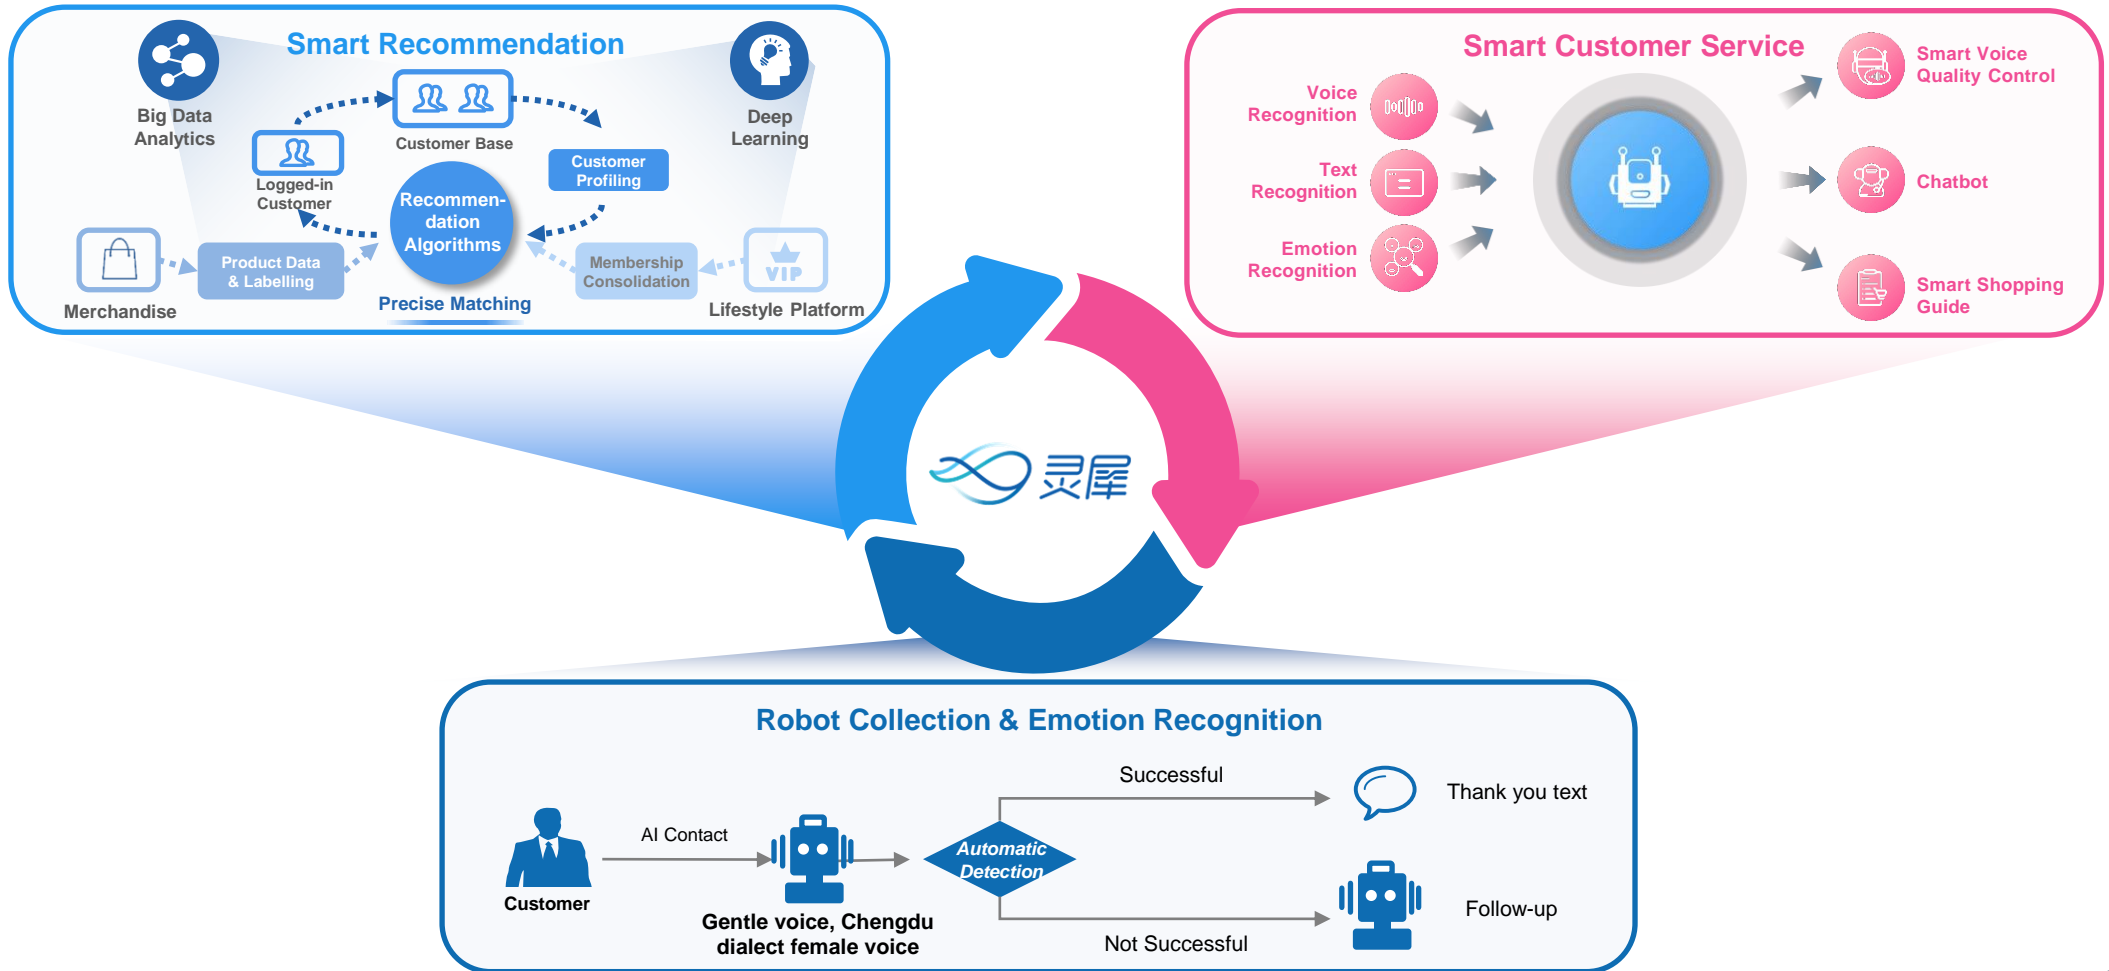 Smart Recommendation
Big Data
Analytics
Deep
Learning
Customer Base
Logged-in
Customer
Customer
Profiling
Recommen-
dation
Algorithms
Merchandise
Product Data
& Labelling
Precise Matching
Membership
Consolidation
VIP
Lifestyle Platform
Smart Customer Service
Voice
Recognition
Text
Recognition
Emotion
Recognition
Smart Voice
Quality Control
Chatbot
Smart Shopping
Guide
灵犀
Robot Collection & Emotion Recognition
Customer
AI Contact
Gentle voice, Chengdu
dialect female voice
Automatic
Detection
Successful
Thank you text
Not Successful
Follow-up